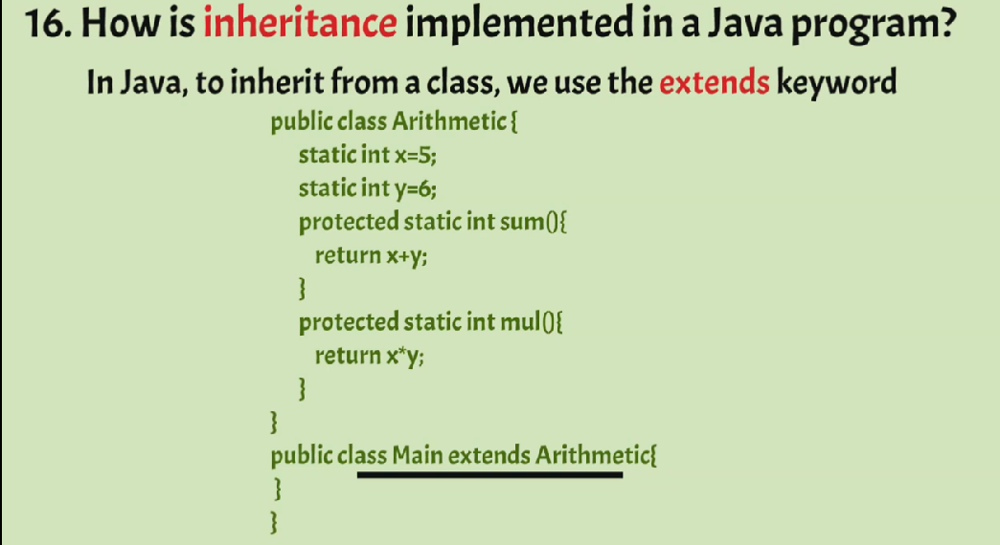 16. How is inheritance implemented in a Java program?
In Java, to inherit from a class, we use the extends keyword
public class Arithmetic {
static int x=5;
static int y=6;
protected static int sum(){
return x+y;
}
protected static int mul(){
return x*y;
}
}
public class Main extends Arithmetic{
}
}